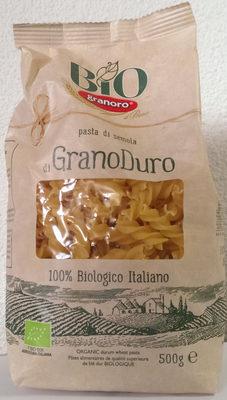 BiO
granoro
pasta di semola
di GranoDuro
100% Biologico Italiano
ORGANIC durum wheat pasta
Pâtes alimentaires de qualité supérieure
de blé dur BIOLOGIQUE
500g e